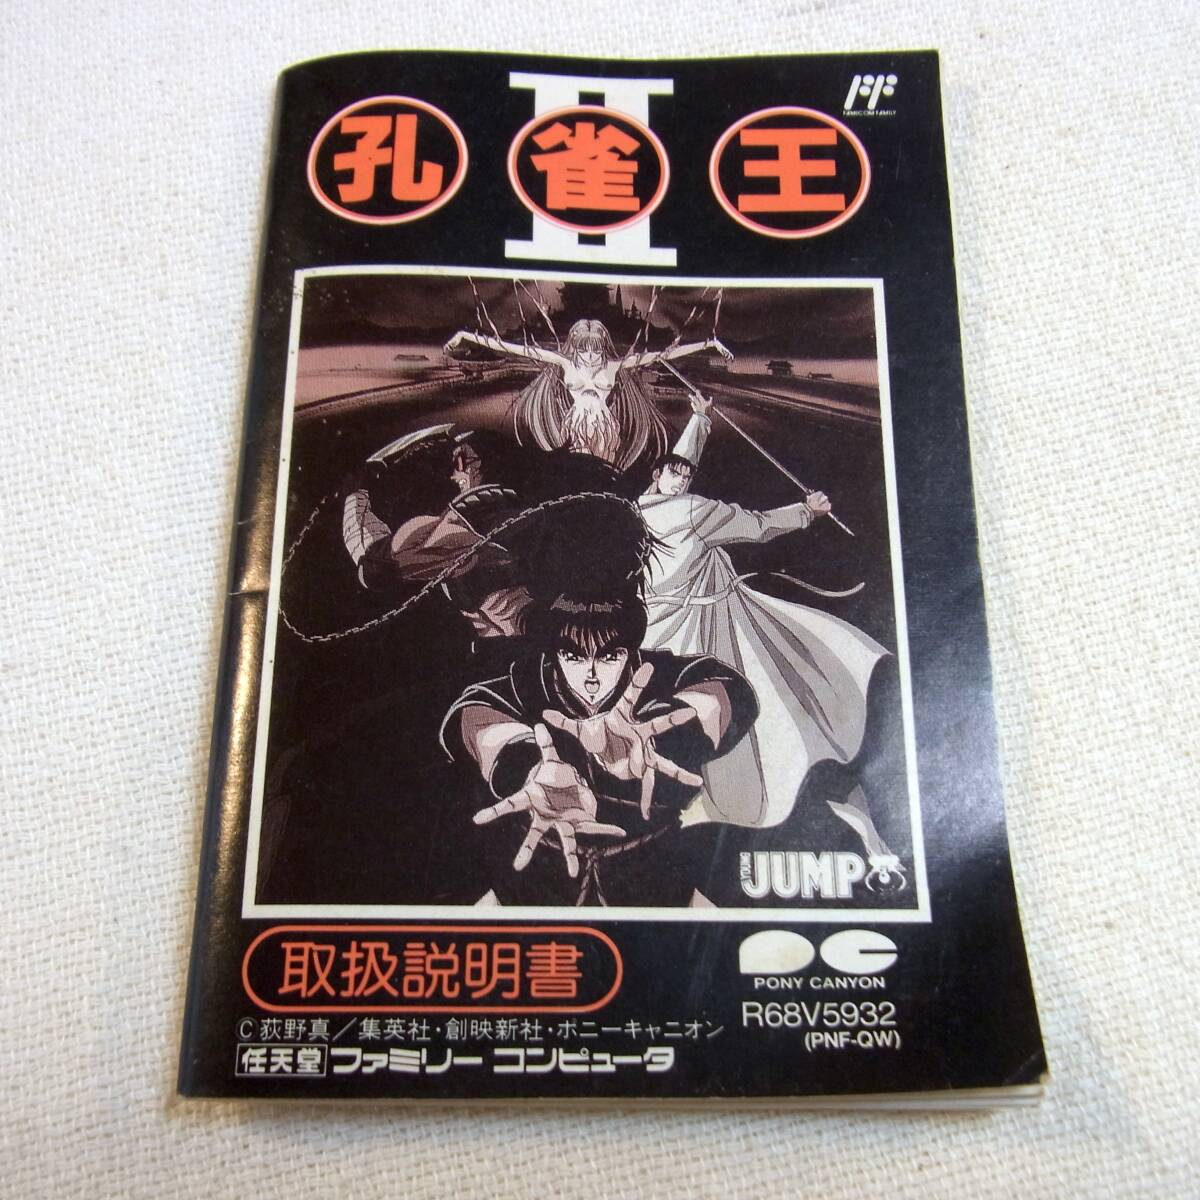 孔雀王
II
FAMICOM FAMILY
YOUNG JUMP
取扱説明書
PONY CANYON
R68V5932
(PNF-QW)
©荻野真/集英社・創映新社・ポニーキャニオン
任天堂 ファミリーコンピュータ